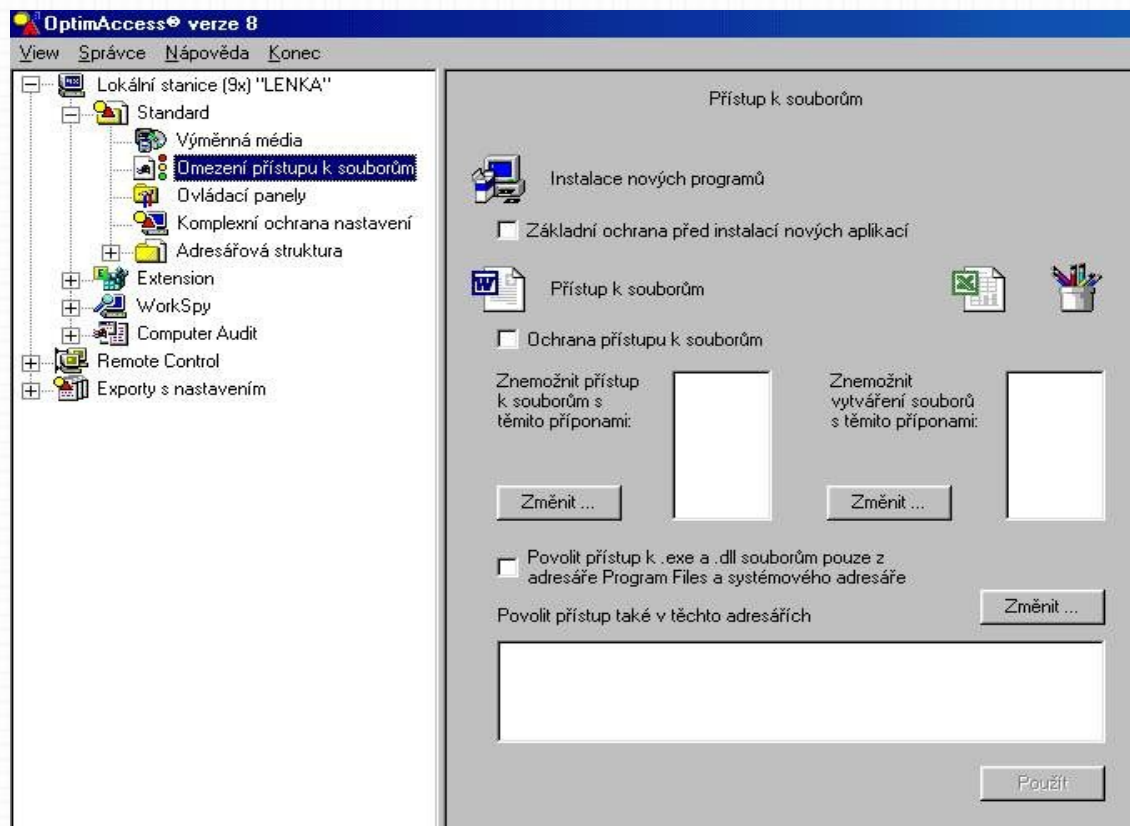 OptimAccess® verze 8
View Správce Nápověda Konec
Lokální stanice (9x) "LENKA"
Standard
Výměnná média
Omezení přístupu k souborům
Ovládací panely
Komplexní ochrana nastavení
Adresářová struktura
Extension
WorkSpy
Computer Audit
Remote Control
Exporty s nastavením
Přístup k souborům
Instalace nových programů
Základní ochrana před instalací nových aplikací
Přístup k souborům
Ochrana přístupu k souborům
Znemožnit přístup
k souborům s
těmito příponami:
Změnit ...
Znemožnit
vytváření souborů
s těmito příponami:
Změnit ...
Povolit přístup k .exe a .dll souborům pouze z
adresáře Program Files a systémového adresáře
Povolit přístup také v těchto adresářích
Změnit ...
Použít